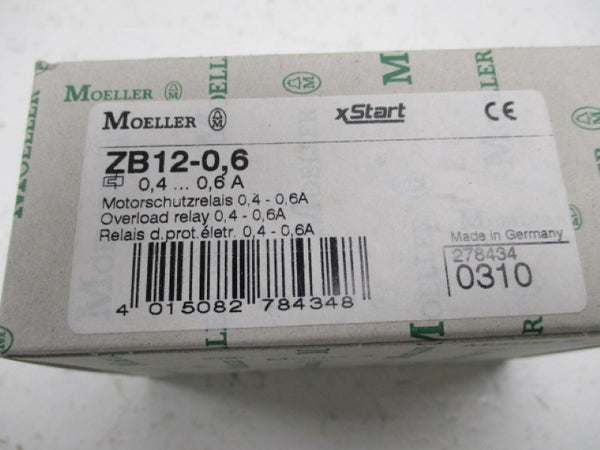 MOELLER
MOELLER
xStart
CE
ZB12-0,6
0,4 ... 0,6 A
Motorschutzrelais 0,4 - 0,6A
Overload relay 0,4 - 0,6A
Relais d.prot.életr. 0,4 - 0,6A
Made in Germany
278434
0310
4 015082 784348